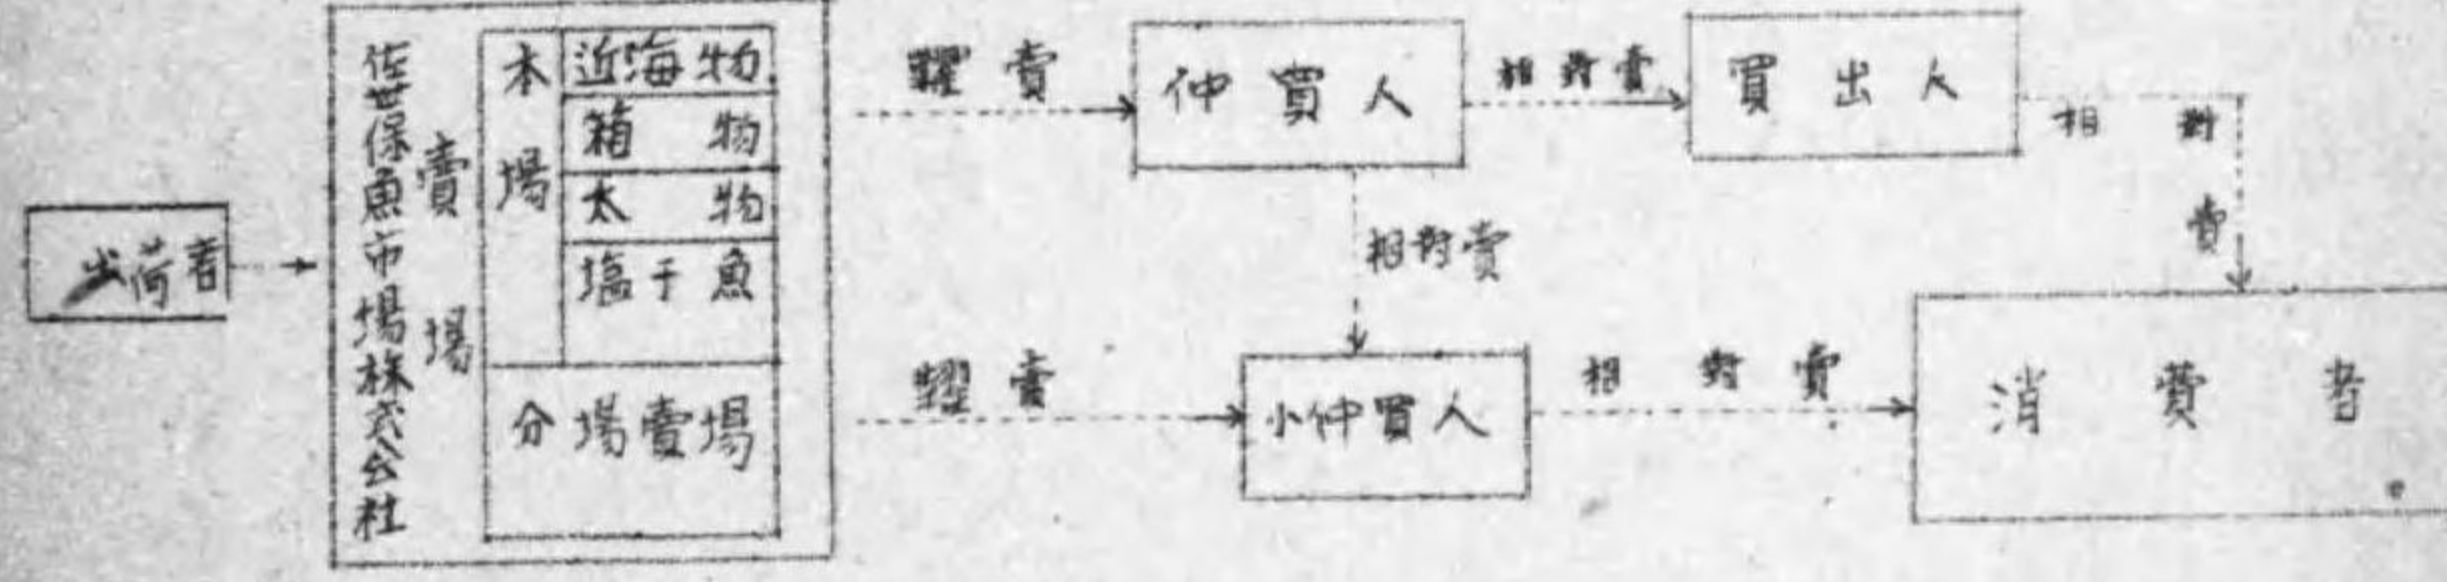 出荷者
佐世保魚市場株式会社
賣場
本場
近海物
箱物
太物
塩干魚
分場賣場
糶賣
仲買人
相對賣
買出人
相對賣
相對賣
糶賣
小仲買人
相對賣
消費者